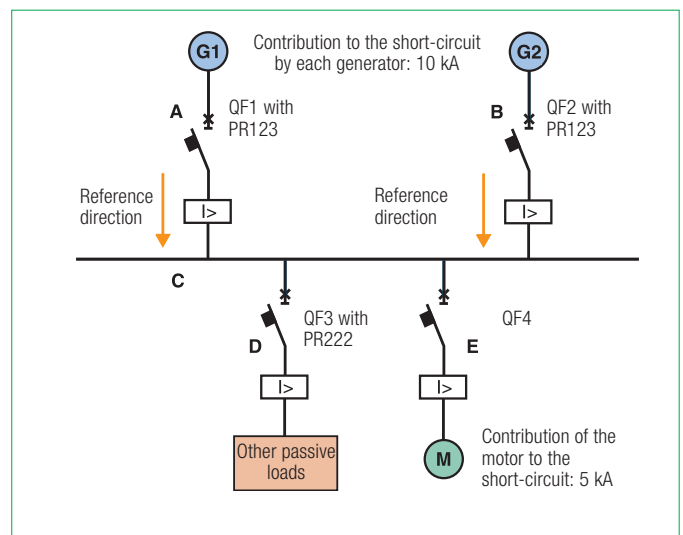 G1
Contribution to the short-circuit
by each generator: 10 kA
G2
A
QF1 with
PR123
B
QF2 with
PR123
Reference
direction
I>
Reference
direction
I>
C
QF3 with
PR222
D
QF4
E
I>
I>
Other passive
loads
M
Contribution of the
motor to the
short-circuit: 5 kA